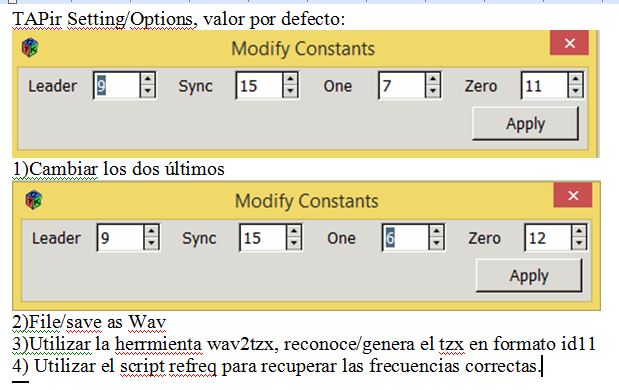 TAPir Setting/Options, valor por defecto:
Modify Constants
Leader 9 Sync 15 One 7 Zero 11
Apply
1)Cambiar los dos últimos
Modify Constants
Leader 9 Sync 15 One 6 Zero 12
Apply
2)File/save as Wav
3)Utilizar la herrmienta wav2tzx, reconoce/genera el tzx en formato id11
4) Utilizar el script refreq para recuperar las frecuencias correctas.